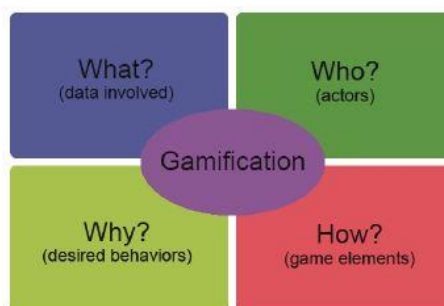 What?
(data involved)
Who?
(actors)
Gamification
Why?
(desired behaviors)
How?
(game elements)